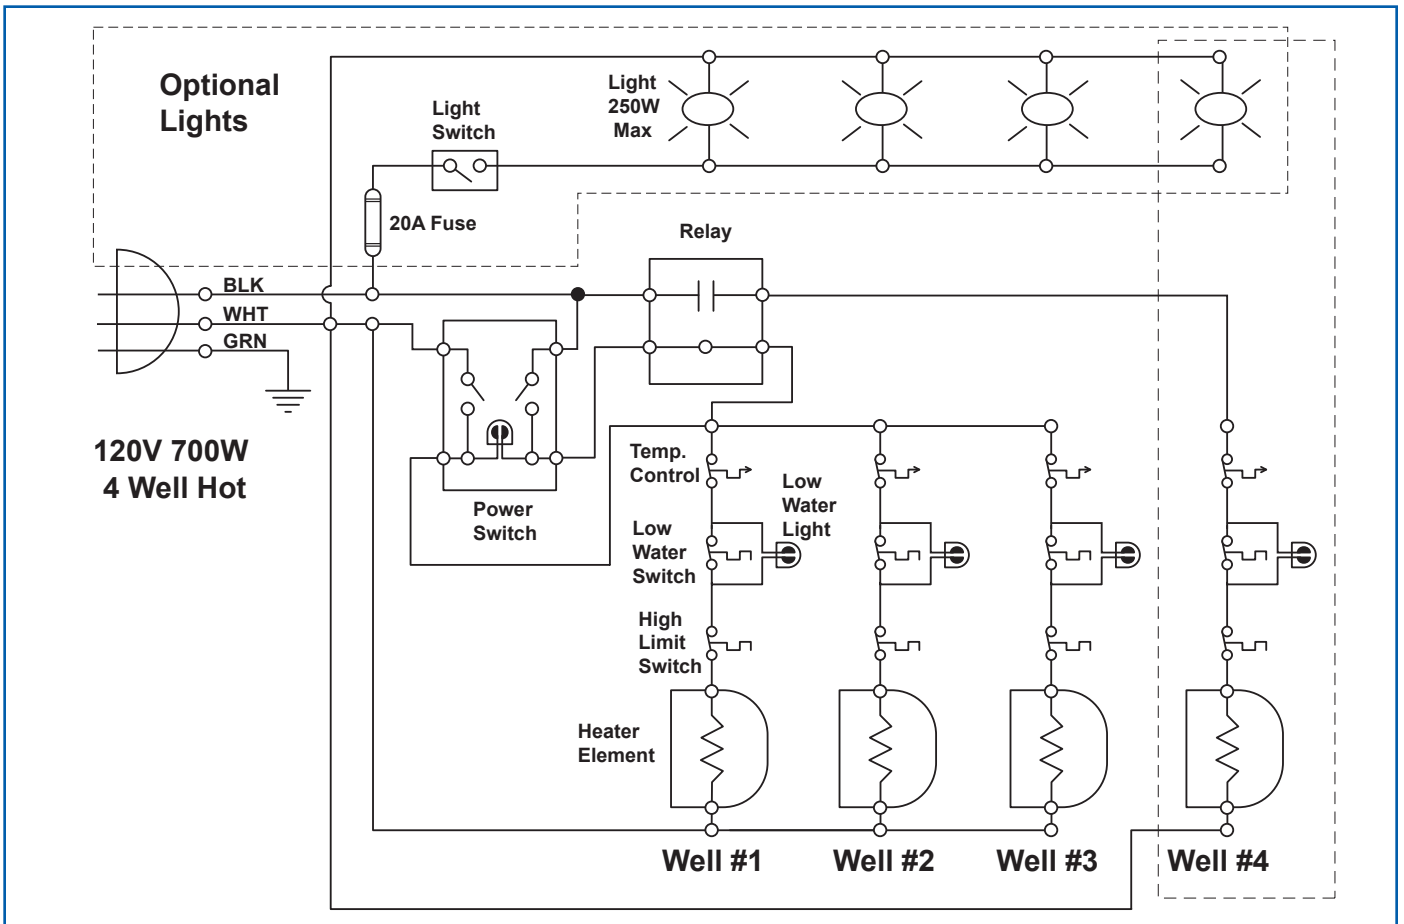 Optional
Lights
Light
Switch
Light
250W
Max
20A Fuse
Relay
BLK
WHT
GRN
120V 700W
4 Well Hot
Power
Switch
Temp.
Control
Low
Water
Light
Low
Water
Switch
High
Limit
Switch
Heater
Element
Well #1
Well #2
Well #3
Well #4